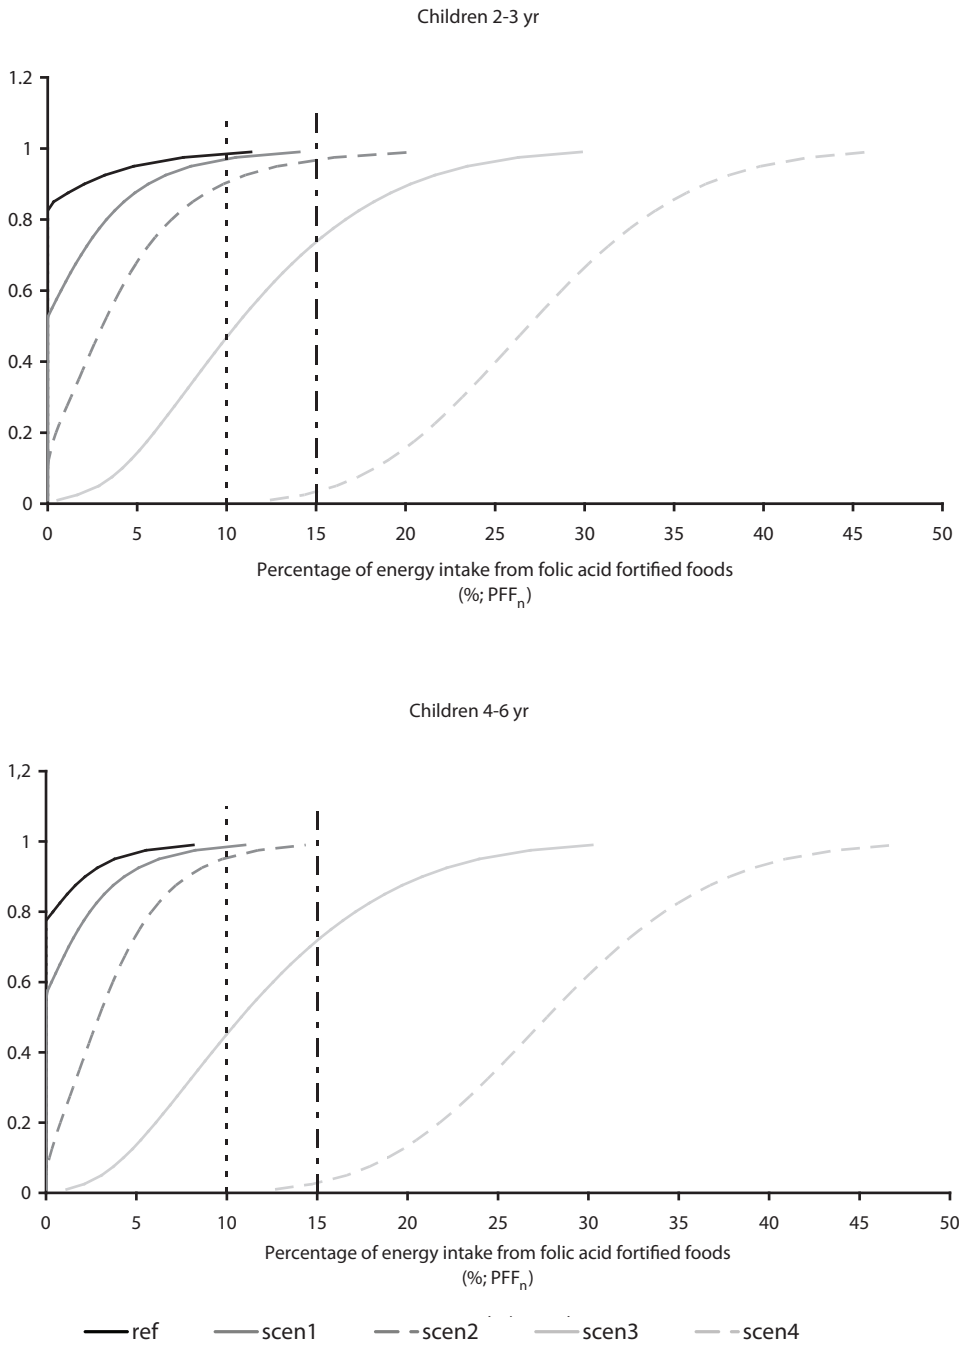 Children 2-3 yr
1.2
1
0.8
0.6
0.4
0.2
0
0 5 10 15 20 25 30 35 40 45 50
Percentage of energy intake from folic acid fortified foods
(%; PFFn)
Children 4-6 yr
1,2
1
0.8
0.6
0.4
0.2
0
0 5 10 15 20 25 30 35 40 45 50
Percentage of energy intake from folic acid fortified foods
(%; PFFn)
ref scen1 scen2 scen3 scen4